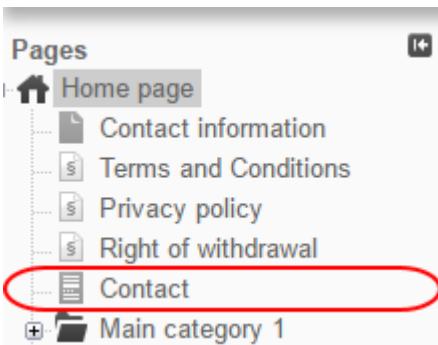 Pages
Home page
Contact information
§ Terms and Conditions
§ Privacy policy
§ Right of withdrawal
Contact
Main category 1